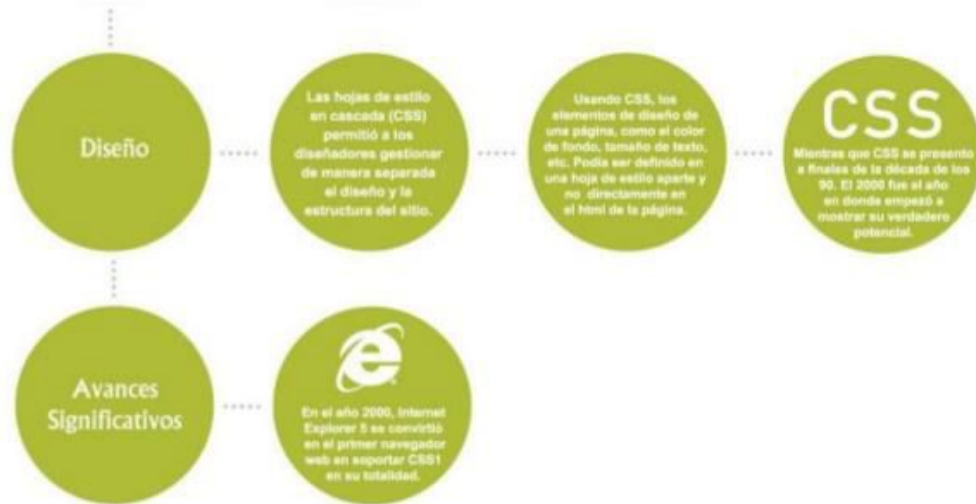 Diseño
Las hojas de estilo
en cascada (CSS)
permitió a los
diseñadores gestionar
de manera separada
el diseño y la
estructura del sitio.
Usando CSS, los
elementos de diseño de
una página, como el color
de fondo, tamaño de texto,
etc. Podía ser definido en
una hoja de estilo aparte y
no directamente en
el html de la página.
CSS
Mientras que CSS se presento
a finales de la década de los
90. El 2000 fue el año
en donde empezó a
mostrar su verdadero
potencial.
Avances
Significativos
En el año 2000, Internet
Explorer 5 se convirtió
en el primer navegador
web en soportar CSS1
en su totalidad.